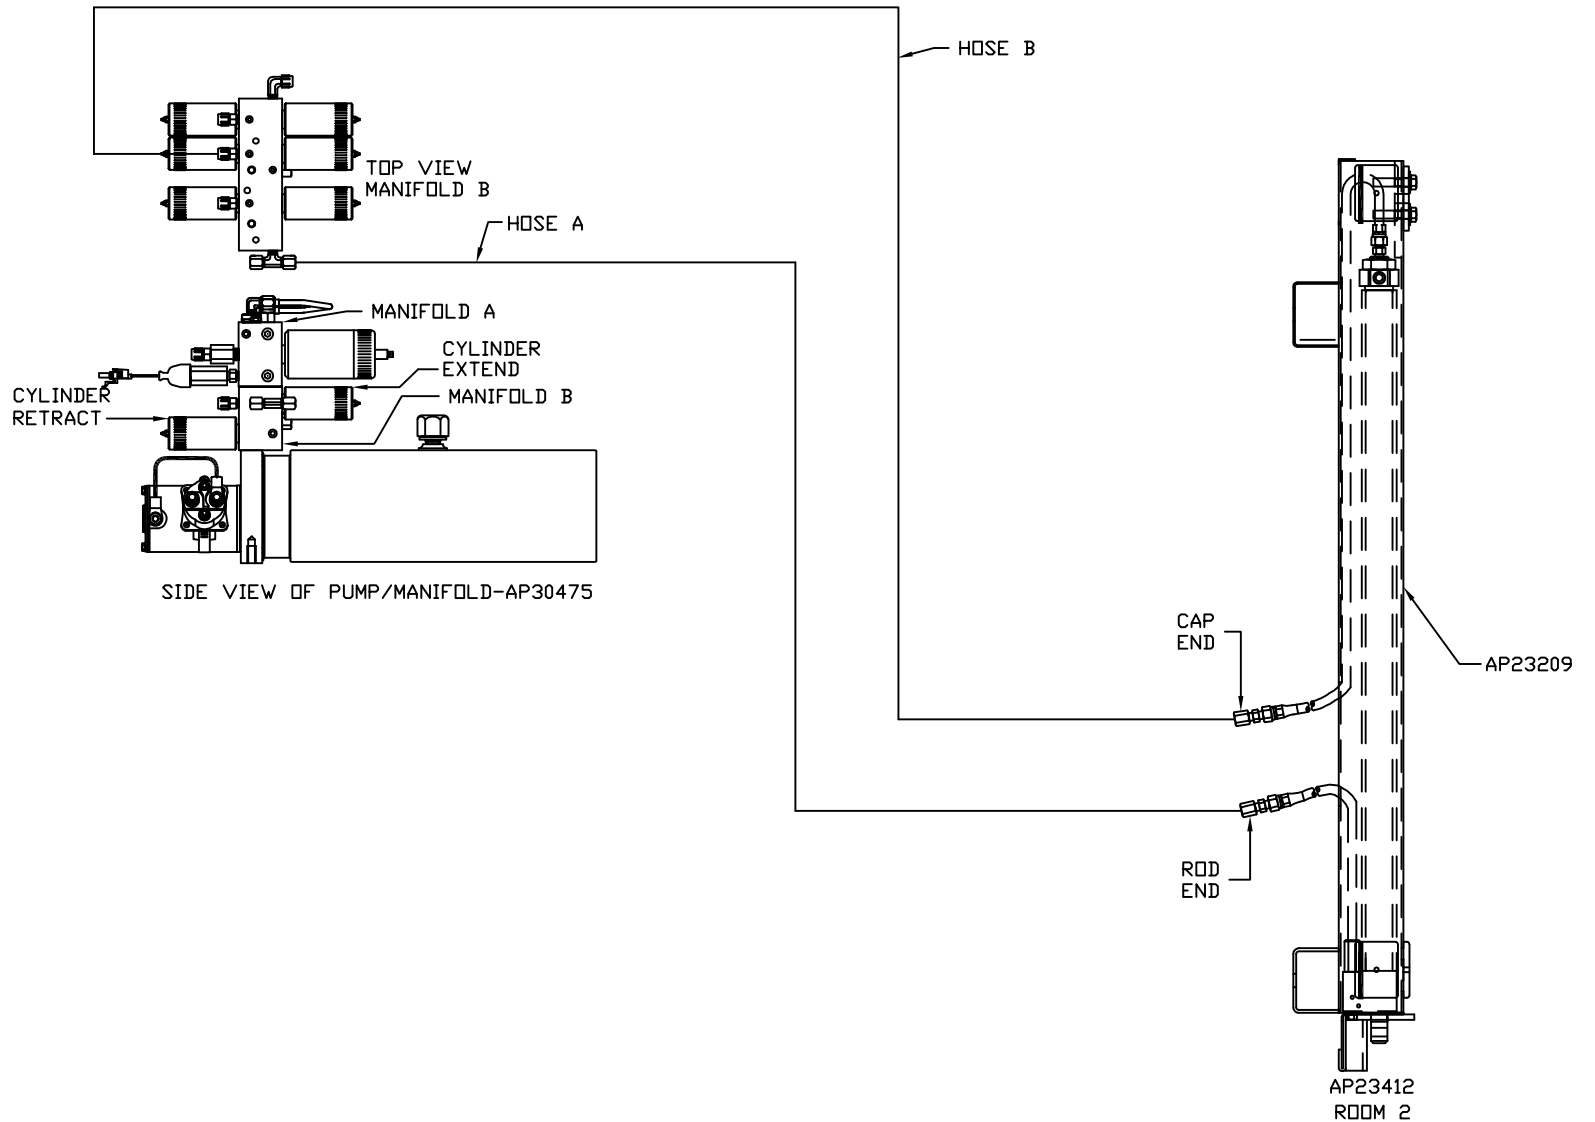 HOSE B
TOP VIEW
MANIFOLD B
HOSE A
MANIFOLD A
CYLINDER
EXTEND
CYLINDER
RETRACT
MANIFOLD B
SIDE VIEW OF PUMP/MANIFOLD-AP30475
CAP
END
AP23209
ROD
END
AP23412
ROOM 2